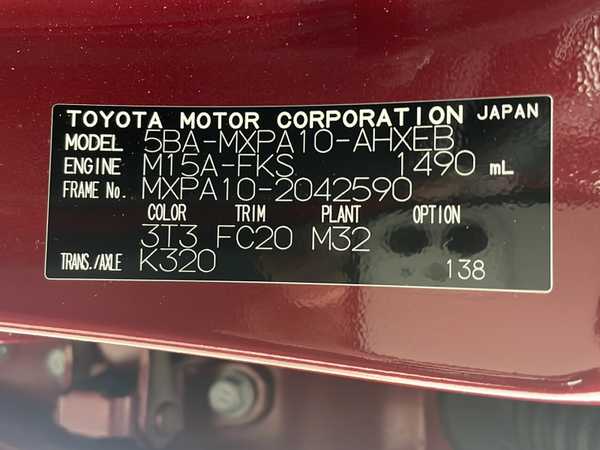 TOYOTA MOTOR CORPORATION JAPAN
MODEL 5BA-MXPA10-AHXEB
ENGINE M15A-FKS 1490 mL
FRAME No. MXPA10-2042590
COLOR TRIM PLANT OPTION
3T3 FC20 M32
TRANS./AXLE K320 138